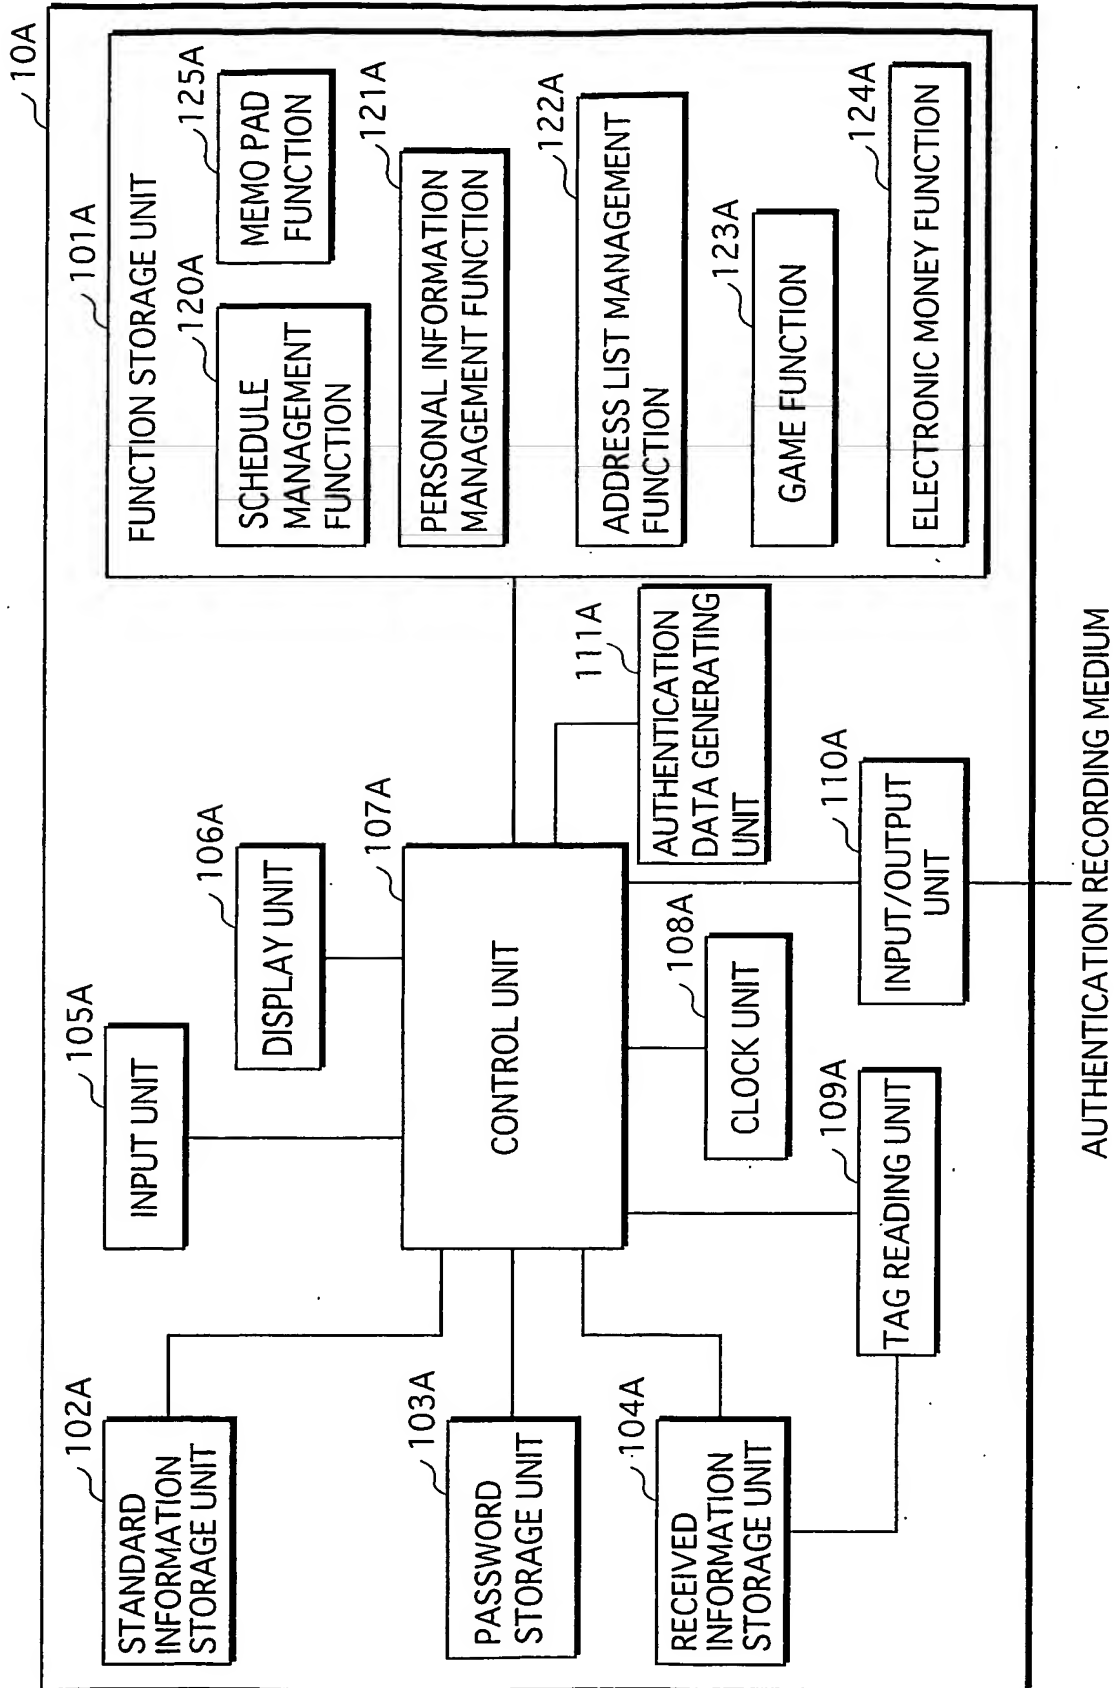 10A
101A
FUNCTION STORAGE UNIT
120A
SCHEDULE
MANAGEMENT
FUNCTION
125A
MEMO PAD
FUNCTION
121A
PERSONAL INFORMATION
MANAGEMENT FUNCTION
122A
ADDRESS LIST MANAGEMENT
FUNCTION
123A
GAME FUNCTION
124A
ELECTRONIC MONEY FUNCTION
105A
INPUT UNIT
106A
DISPLAY UNIT
107A
CONTROL UNIT
111A
AUTHENTICATION
DATA GENERATING
UNIT
102A
STANDARD
INFORMATION
STORAGE UNIT
103A
PASSWORD
STORAGE UNIT
104A
RECEIVED
INFORMATION
STORAGE UNIT
108A
CLOCK UNIT
109A
TAG READING UNIT
110A
INPUT/OUTPUT
UNIT
AUTHENTICATION RECORDING MEDIUM